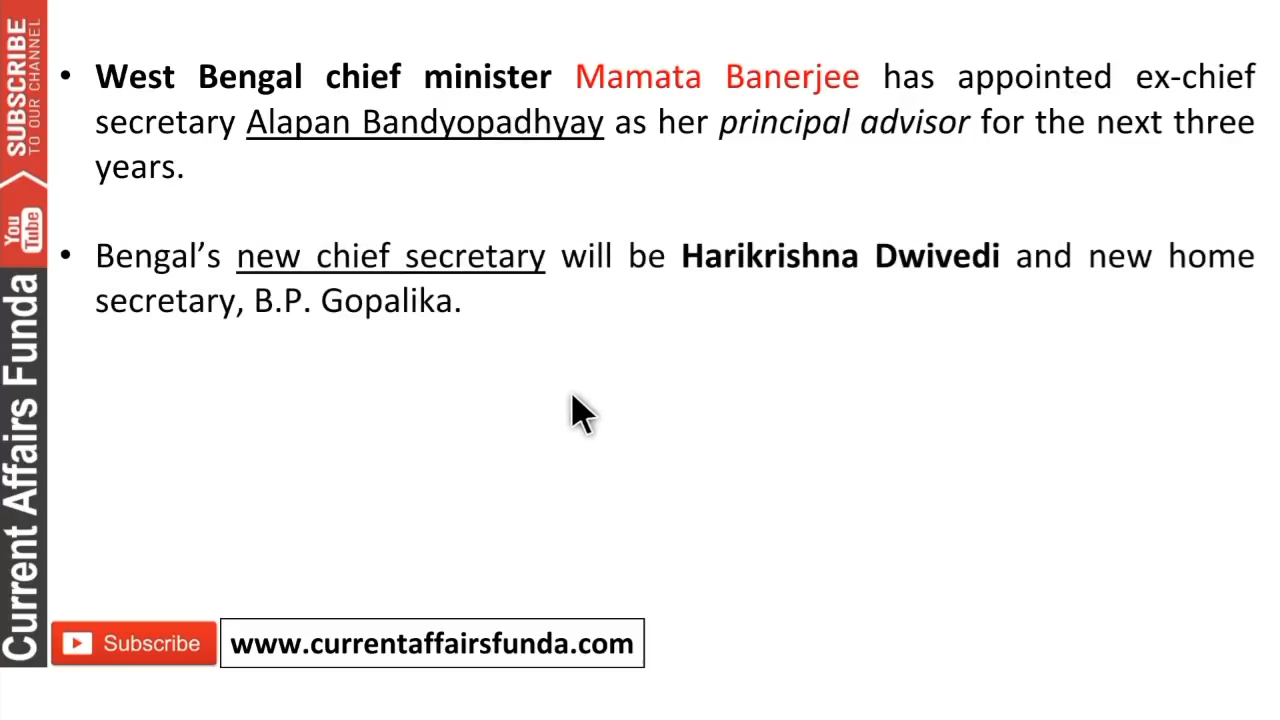 • West Bengal chief minister Mamata Banerjee has appointed ex-chief
secretary Alapan Bandyopadhyay as her principal advisor for the next three
years.
• Bengal’s new chief secretary will be Harikrishna Dwivedi and new home
secretary, B.P. Gopalika.
SUBSCRIBE
TO OUR CHANNEL
You
Tube
Current Affairs Funda
Subscribe
www.currentaffairsfunda.com